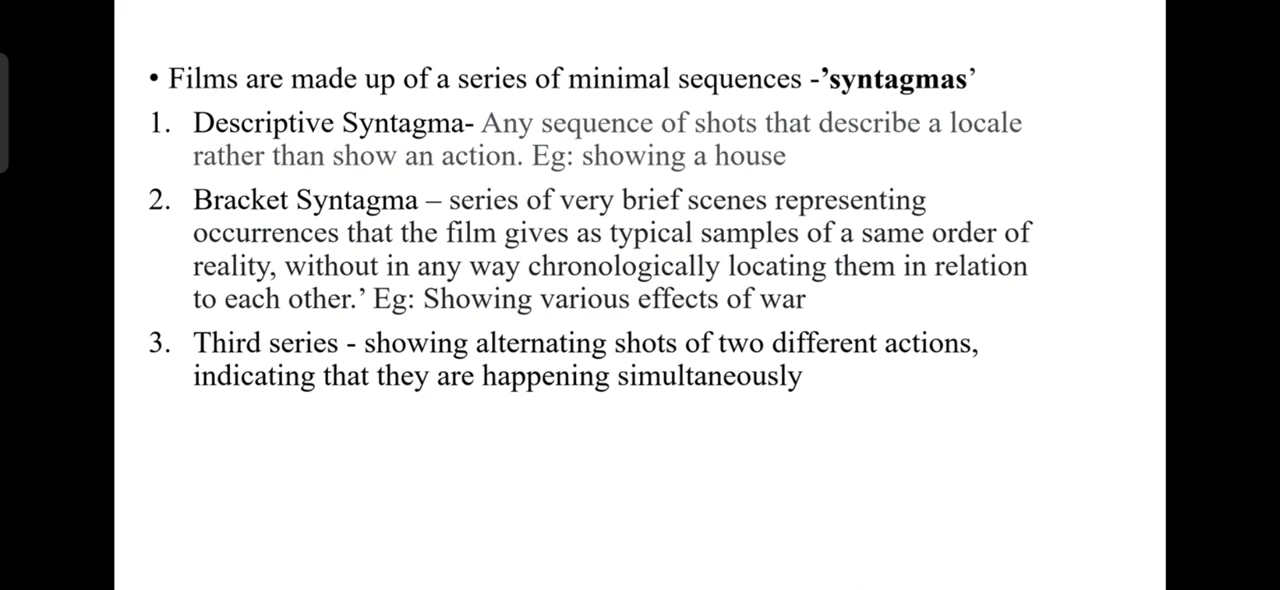 • Films are made up of a series of minimal sequences -’syntagmas’
1. Descriptive Syntagma- Any sequence of shots that describe a locale
rather than show an action. Eg: showing a house
2. Bracket Syntagma – series of very brief scenes representing
occurrences that the film gives as typical samples of a same order of
reality, without in any way chronologically locating them in relation
to each other.’ Eg: Showing various effects of war
3. Third series - showing alternating shots of two different actions,
indicating that they are happening simultaneously